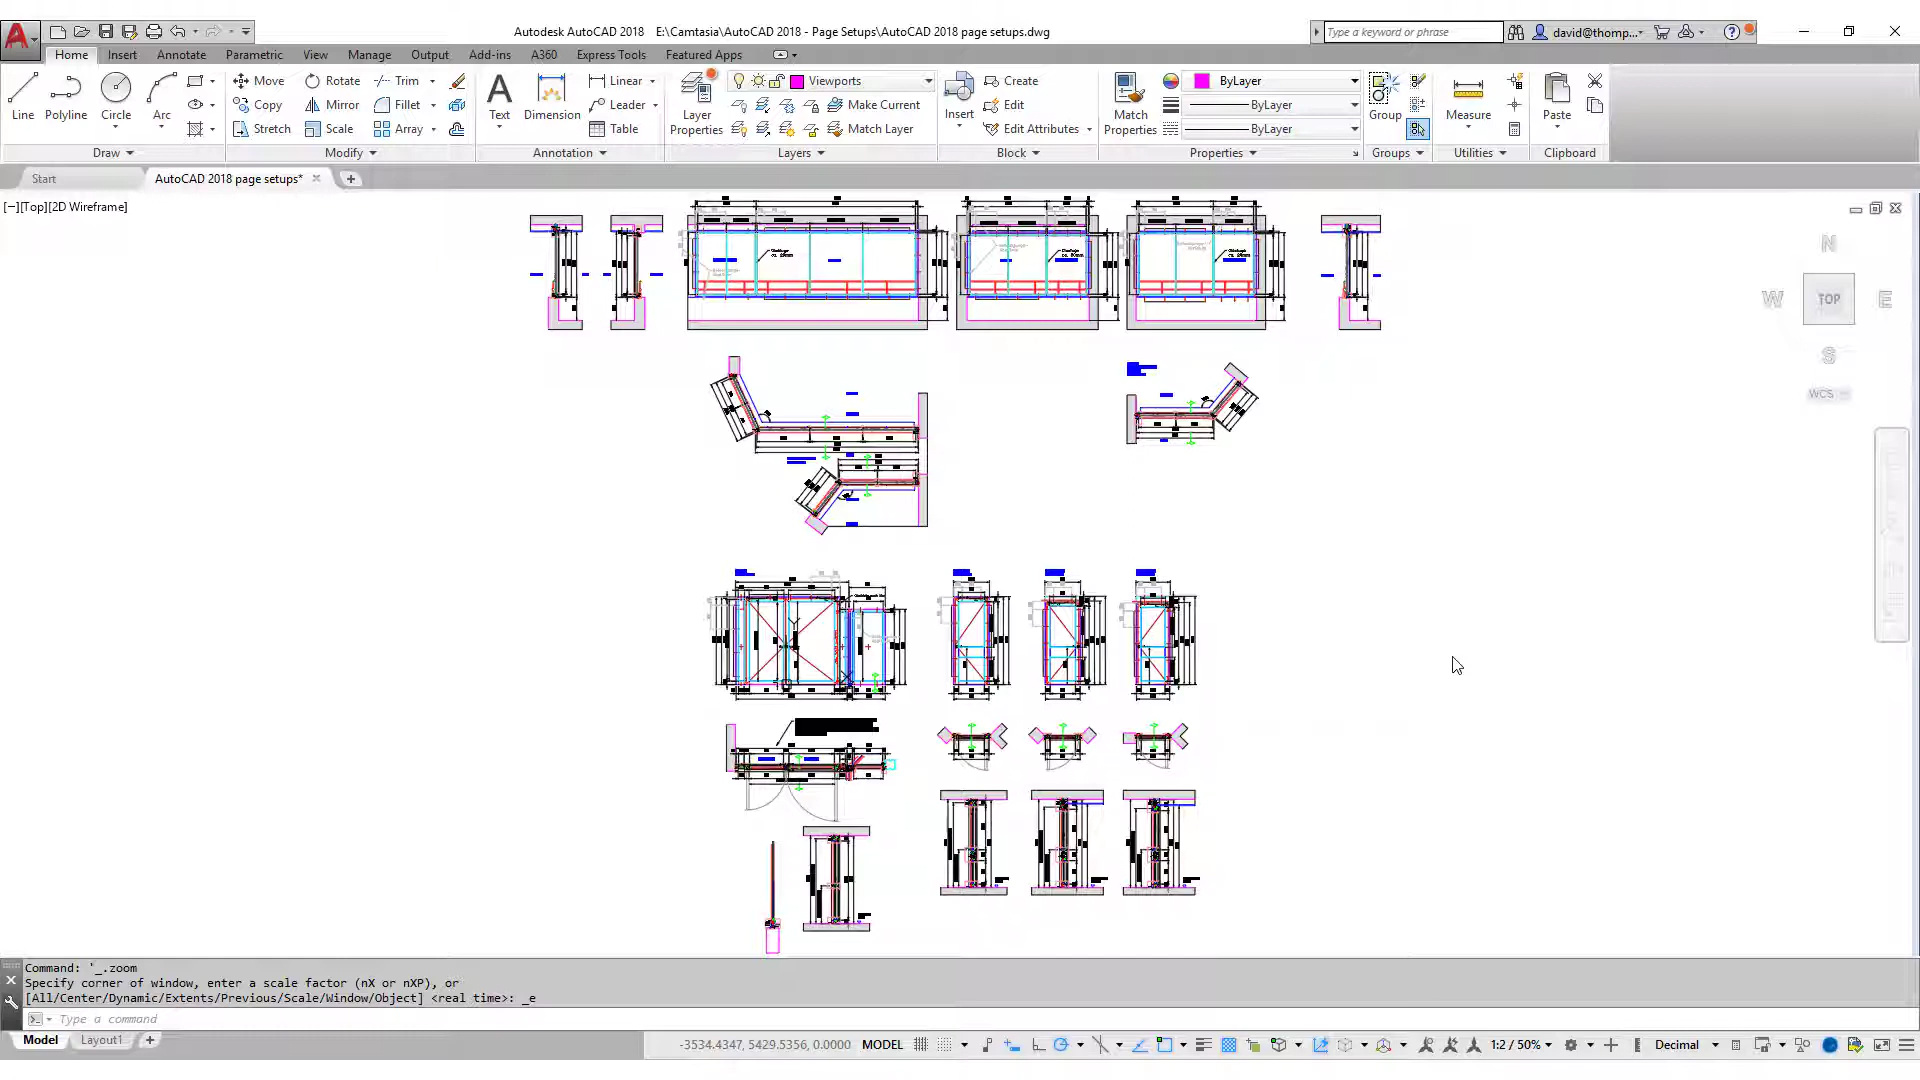 Autodesk AutoCAD 2018 E:\Camtasia\AutoCAD 2018 - Page Setups\AutoCAD 2018 page setups.dwg
Type a keyword or phrase
david@thomp...
Home Insert Annotate Parametric View Manage Output Add-ins A360 Express Tools Featured Apps
Line Polyline Circle Arc
Move Rotate Trim
Copy Mirror Fillet
Stretch Scale Array
Text Dimension
Linear
Leader
Table
Layer Properties
Viewports
Make Current
Match Layer
Insert
Create
Edit
Edit Attributes
Match Properties
ByLayer
ByLayer
ByLayer
Group
Measure
Paste
Draw Modify Annotation Layers Block Properties Groups Utilities Clipboard
Start AutoCAD 2018 page setups*
[−][Top][2D Wireframe]
N
W TOP E
S
WCS
Command: '_.zoom
Specify corner of window, enter a scale factor (nX or nXP), or
[All/Center/Dynamic/Extents/Previous/Scale/Window/Object] <real time>: _e
Type a command
Model Layout1
-3534.4347, 5429.5356, 0.0000 MODEL 1:2 / 50% Decimal